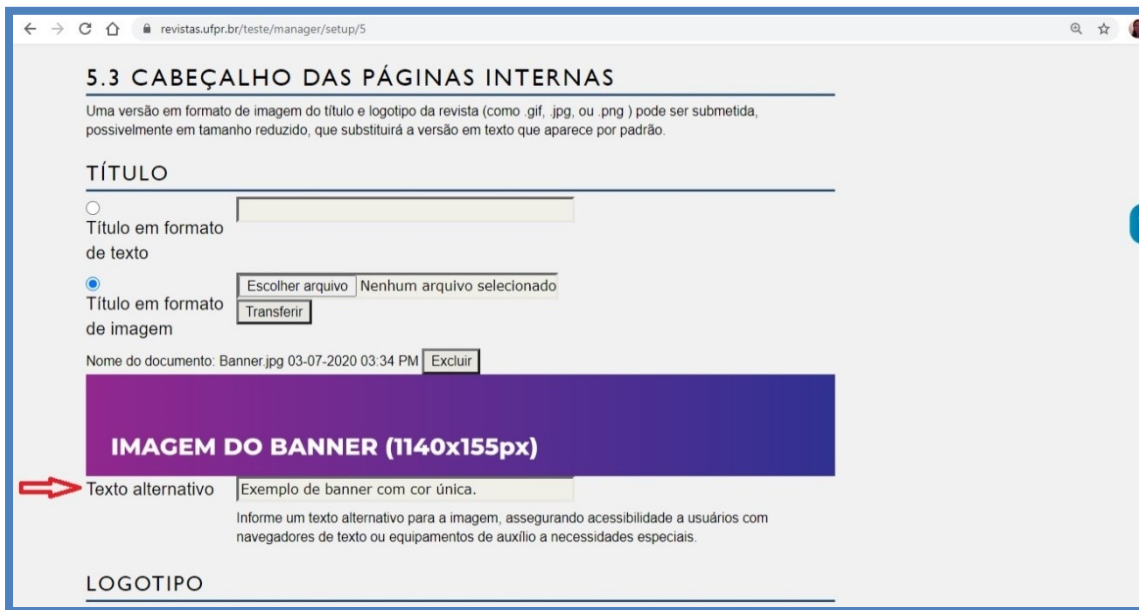 revistas.ufpr.br/teste/manager/setup/5
5.3 CABEÇALHO DAS PÁGINAS INTERNAS
Uma versão em formato de imagem do título e logotipo da revista (como .gif, .jpg, ou .png ) pode ser submetida,
possivelmente em tamanho reduzido, que substituirá a versão em texto que aparece por padrão.
TÍTULO
Título em formato
de texto
Título em formato
de imagem
Escolher arquivo Nenhum arquivo selecionado
Transferir
Nome do documento: Banner.jpg 03-07-2020 03:34 PM Excluir
IMAGEM DO BANNER (1140x155px)
Texto alternativo Exemplo de banner com cor única.
Informe um texto alternativo para a imagem, assegurando acessibilidade a usuários com
navegadores de texto ou equipamentos de auxílio a necessidades especiais.
LOGOTIPO